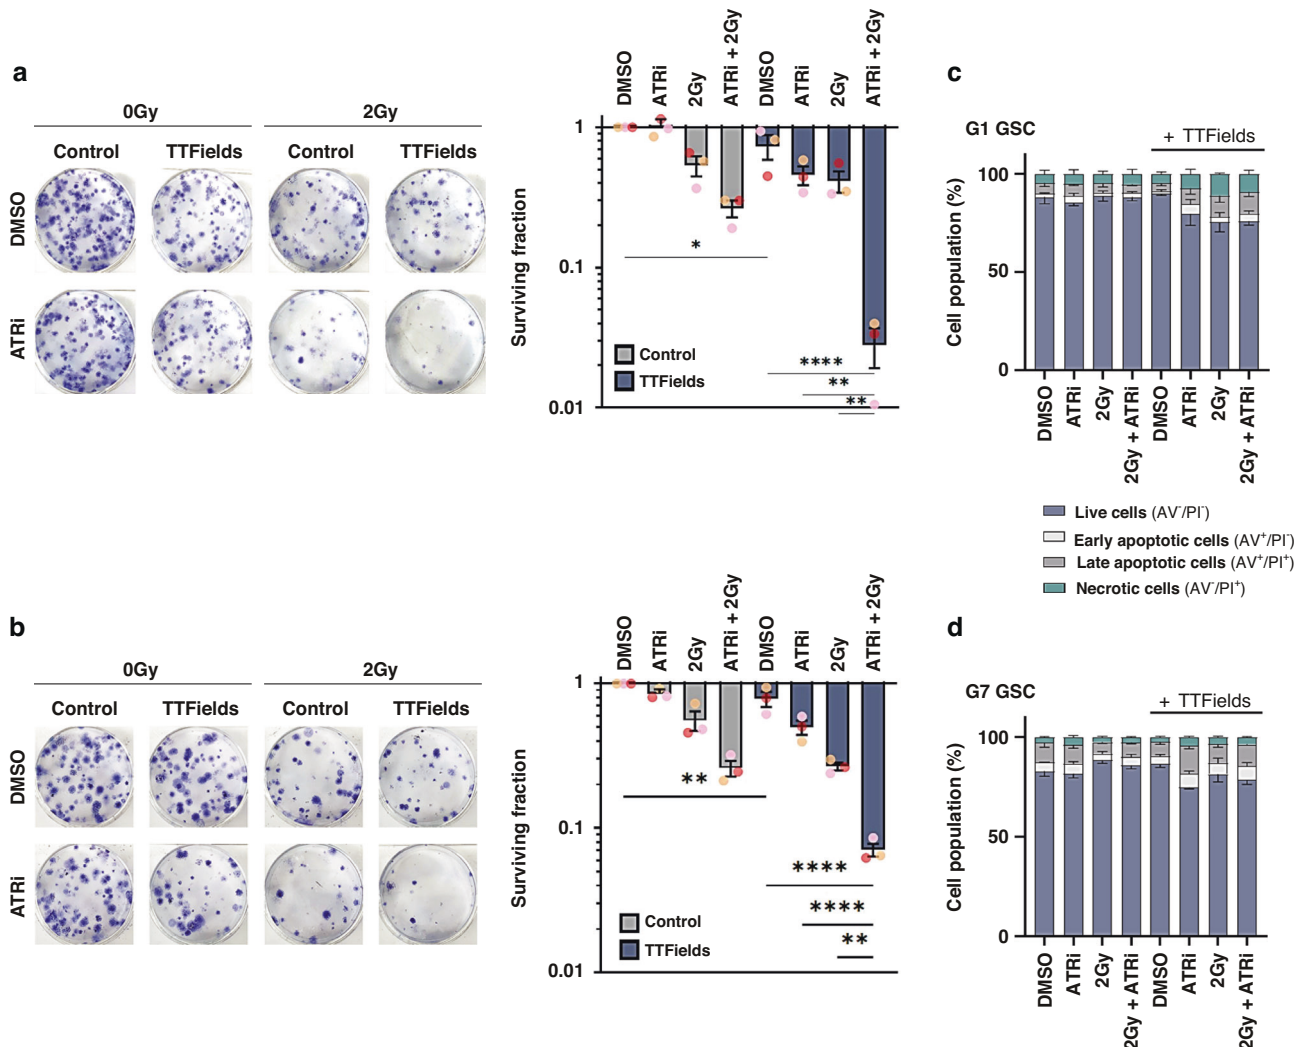 a
0Gy
2Gy
Control
TTFields
Control
TTFields
DMSO
ATRi
DMSO
ATRi
2Gy
ATRi + 2Gy
DMSO
ATRi
2Gy
ATRi + 2Gy
Surviving fraction
1
0.1
0.01
*
****
**
**
Control
TTFields
c
G1 GSC
+ TTFields
Cell population (%)
100
50
0
DMSO
ATRi
2Gy
2Gy + ATRi
DMSO
ATRi
2Gy
2Gy + ATRi
Live cells (AV-/PI-)
Early apoptotic cells (AV+/PI-)
Late apoptotic cells (AV+/PI+)
Necrotic cells (AV-/PI+)
b
0Gy
2Gy
Control
TTFields
Control
TTFields
DMSO
ATRi
DMSO
ATRi
2Gy
ATRi + 2Gy
DMSO
ATRi
2Gy
ATRi + 2Gy
Surviving fraction
1
0.1
0.01
**
****
****
**
Control
TTFields
d
G7 GSC
+ TTFields
Cell population (%)
100
50
0
DMSO
ATRi
2Gy
2Gy + ATRi
DMSO
ATRi
2Gy
2Gy + ATRi